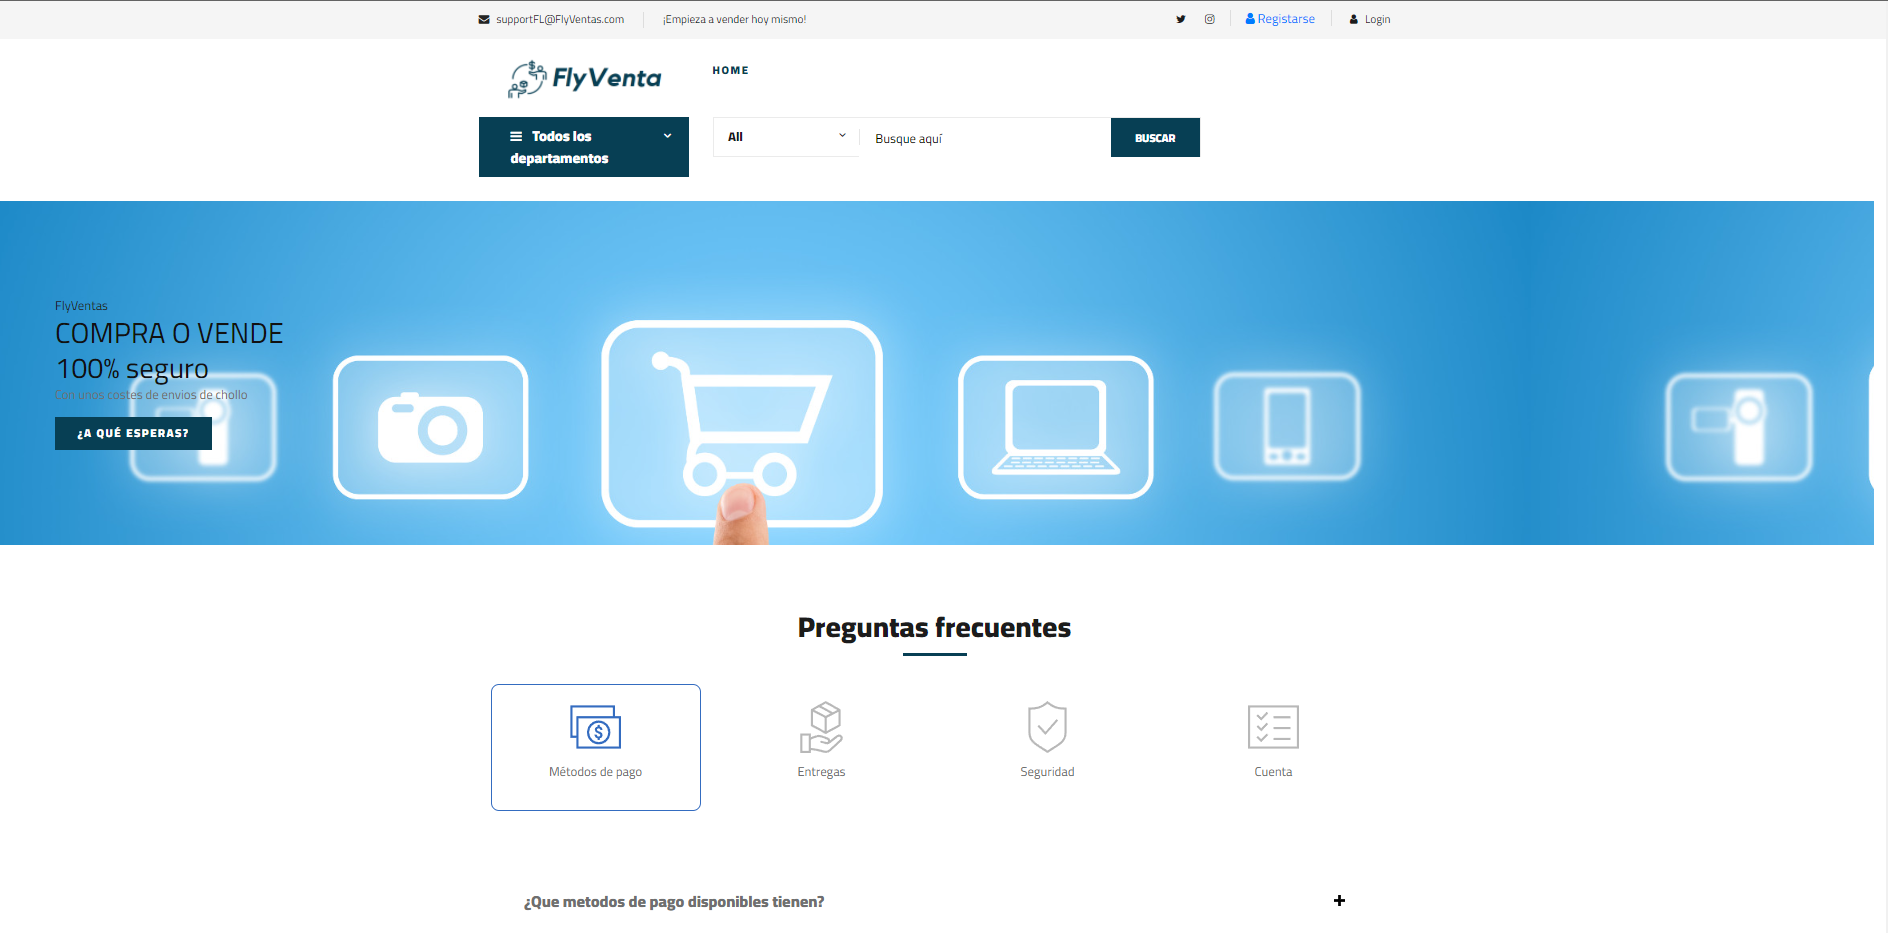 supportFL@FlyVentas.com
¡Empieza a vender hoy mismo!
Registarse
Login
FlyVenta
HOME
Todos los
departamentos
All
Busque aquí
BUSCAR
FlyVentas
COMPRA O VENDE
100% seguro
Con unos costes de envios de chollo
¿A QUÉ ESPERAS?
Preguntas frecuentes
Métodos de pago
Entregas
Seguridad
Cuenta
¿Que metodos de pago disponibles tienen?
+